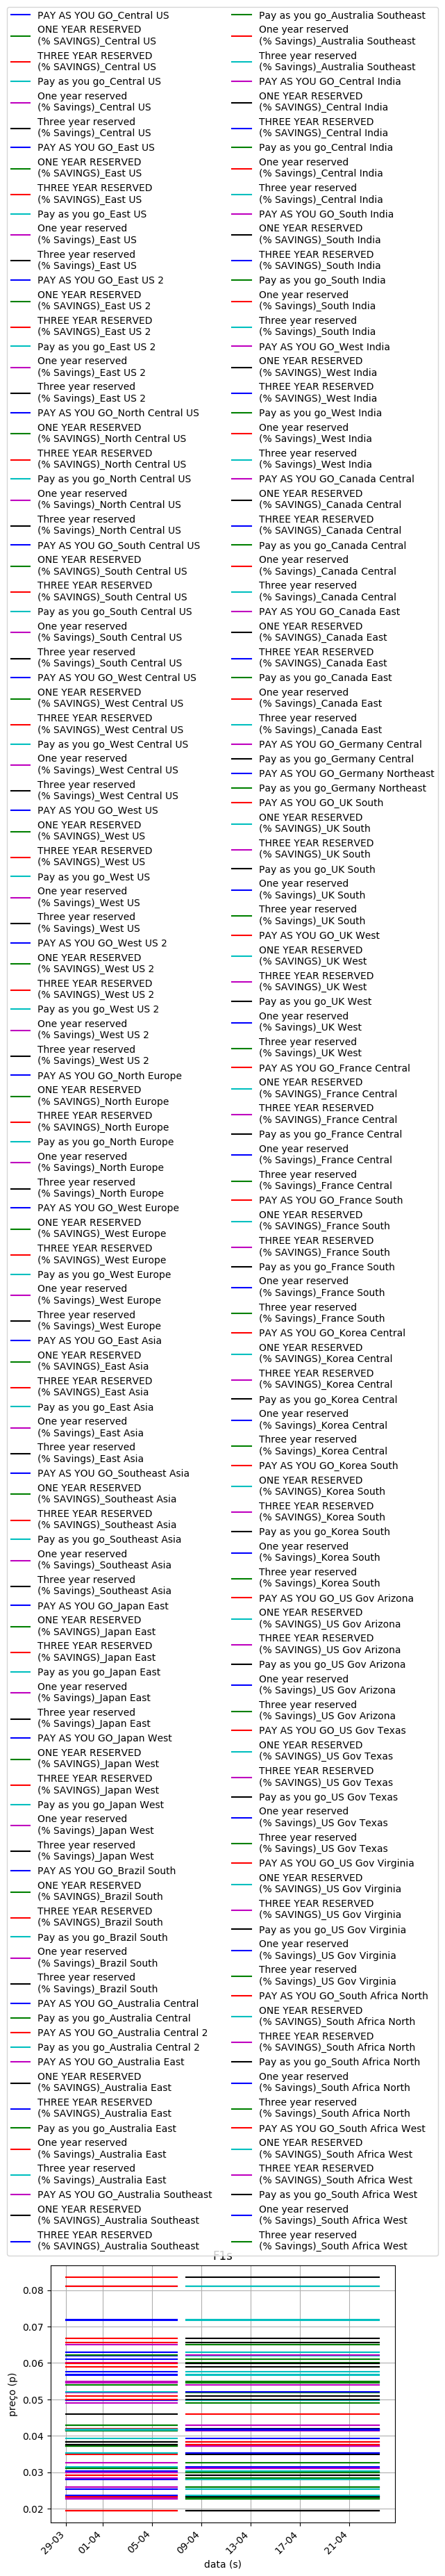 PAY AS YOU GO_Central US
ONE YEAR RESERVED
(% SAVINGS)_Central US
THREE YEAR RESERVED
(% SAVINGS)_Central US
Pay as you go_Central US
One year reserved
(% Savings)_Central US
Three year reserved
(% Savings)_Central US
PAY AS YOU GO_East US
ONE YEAR RESERVED
(% SAVINGS)_East US
THREE YEAR RESERVED
(% SAVINGS)_East US
Pay as you go_East US
One year reserved
(% Savings)_East US
Three year reserved
(% Savings)_East US
PAY AS YOU GO_East US 2
ONE YEAR RESERVED
(% SAVINGS)_East US 2
THREE YEAR RESERVED
(% SAVINGS)_East US 2
Pay as you go_East US 2
One year reserved
(% Savings)_East US 2
Three year reserved
(% Savings)_East US 2
PAY AS YOU GO_North Central US
ONE YEAR RESERVED
(% SAVINGS)_North Central US
THREE YEAR RESERVED
(% SAVINGS)_North Central US
Pay as you go_North Central US
One year reserved
(% Savings)_North Central US
Three year reserved
(% Savings)_North Central US
PAY AS YOU GO_South Central US
ONE YEAR RESERVED
(% SAVINGS)_South Central US
THREE YEAR RESERVED
(% SAVINGS)_South Central US
Pay as you go_South Central US
One year reserved
(% Savings)_South Central US
Three year reserved
(% Savings)_South Central US
PAY AS YOU GO_West Central US
ONE YEAR RESERVED
(% SAVINGS)_West Central US
THREE YEAR RESERVED
(% SAVINGS)_West Central US
Pay as you go_West Central US
One year reserved
(% Savings)_West Central US
Three year reserved
(% Savings)_West Central US
PAY AS YOU GO_West US
ONE YEAR RESERVED
(% SAVINGS)_West US
THREE YEAR RESERVED
(% SAVINGS)_West US
Pay as you go_West US
One year reserved
(% Savings)_West US
Three year reserved
(% Savings)_West US
PAY AS YOU GO_West US 2
ONE YEAR RESERVED
(% SAVINGS)_West US 2
THREE YEAR RESERVED
(% SAVINGS)_West US 2
Pay as you go_West US 2
One year reserved
(% Savings)_West US 2
Three year reserved
(% Savings)_West US 2
PAY AS YOU GO_North Europe
ONE YEAR RESERVED
(% SAVINGS)_North Europe
THREE YEAR RESERVED
(% SAVINGS)_North Europe
Pay as you go_North Europe
One year reserved
(% Savings)_North Europe
Three year reserved
(% Savings)_North Europe
PAY AS YOU GO_West Europe
ONE YEAR RESERVED
(% SAVINGS)_West Europe
THREE YEAR RESERVED
(% SAVINGS)_West Europe
Pay as you go_West Europe
One year reserved
(% Savings)_West Europe
Three year reserved
(% Savings)_West Europe
PAY AS YOU GO_East Asia
ONE YEAR RESERVED
(% SAVINGS)_East Asia
THREE YEAR RESERVED
(% SAVINGS)_East Asia
Pay as you go_East Asia
One year reserved
(% Savings)_East Asia
Three year reserved
(% Savings)_East Asia
PAY AS YOU GO_Southeast Asia
ONE YEAR RESERVED
(% SAVINGS)_Southeast Asia
THREE YEAR RESERVED
(% SAVINGS)_Southeast Asia
Pay as you go_Southeast Asia
One year reserved
(% Savings)_Southeast Asia
Three year reserved
(% Savings)_Southeast Asia
PAY AS YOU GO_Japan East
ONE YEAR RESERVED
(% SAVINGS)_Japan East
THREE YEAR RESERVED
(% SAVINGS)_Japan East
Pay as you go_Japan East
One year reserved
(% Savings)_Japan East
Three year reserved
(% Savings)_Japan East
PAY AS YOU GO_Japan West
ONE YEAR RESERVED
(% SAVINGS)_Japan West
THREE YEAR RESERVED
(% SAVINGS)_Japan West
Pay as you go_Japan West
One year reserved
(% Savings)_Japan West
Three year reserved
(% Savings)_Japan West
PAY AS YOU GO_Brazil South
ONE YEAR RESERVED
(% SAVINGS)_Brazil South
THREE YEAR RESERVED
(% SAVINGS)_Brazil South
Pay as you go_Brazil South
One year reserved
(% Savings)_Brazil South
Three year reserved
(% Savings)_Brazil South
PAY AS YOU GO_Australia Central
Pay as you go_Australia Central
PAY AS YOU GO_Australia Central 2
Pay as you go_Australia Central 2
PAY AS YOU GO_Australia East
ONE YEAR RESERVED
(% SAVINGS)_Australia East
THREE YEAR RESERVED
(% SAVINGS)_Australia East
Pay as you go_Australia East
One year reserved
(% Savings)_Australia East
Three year reserved
(% Savings)_Australia East
PAY AS YOU GO_Australia Southeast
ONE YEAR RESERVED
(% SAVINGS)_Australia Southeast
THREE YEAR RESERVED
(% SAVINGS)_Australia Southeast
Pay as you go_Australia Southeast
One year reserved
(% Savings)_Australia Southeast
Three year reserved
(% Savings)_Australia Southeast
PAY AS YOU GO_Central India
ONE YEAR RESERVED
(% SAVINGS)_Central India
THREE YEAR RESERVED
(% SAVINGS)_Central India
Pay as you go_Central India
One year reserved
(% Savings)_Central India
Three year reserved
(% Savings)_Central India
PAY AS YOU GO_South India
ONE YEAR RESERVED
(% SAVINGS)_South India
THREE YEAR RESERVED
(% SAVINGS)_South India
Pay as you go_South India
One year reserved
(% Savings)_South India
Three year reserved
(% Savings)_South India
PAY AS YOU GO_West India
ONE YEAR RESERVED
(% SAVINGS)_West India
THREE YEAR RESERVED
(% SAVINGS)_West India
Pay as you go_West India
One year reserved
(% Savings)_West India
Three year reserved
(% Savings)_West India
PAY AS YOU GO_Canada Central
ONE YEAR RESERVED
(% SAVINGS)_Canada Central
THREE YEAR RESERVED
(% SAVINGS)_Canada Central
Pay as you go_Canada Central
One year reserved
(% Savings)_Canada Central
Three year reserved
(% Savings)_Canada Central
PAY AS YOU GO_Canada East
ONE YEAR RESERVED
(% SAVINGS)_Canada East
THREE YEAR RESERVED
(% SAVINGS)_Canada East
Pay as you go_Canada East
One year reserved
(% Savings)_Canada East
Three year reserved
(% Savings)_Canada East
PAY AS YOU GO_Germany Central
Pay as you go_Germany Central
PAY AS YOU GO_Germany Northeast
Pay as you go_Germany Northeast
PAY AS YOU GO_UK South
ONE YEAR RESERVED
(% SAVINGS)_UK South
THREE YEAR RESERVED
(% SAVINGS)_UK South
Pay as you go_UK South
One year reserved
(% Savings)_UK South
Three year reserved
(% Savings)_UK South
PAY AS YOU GO_UK West
ONE YEAR RESERVED
(% SAVINGS)_UK West
THREE YEAR RESERVED
(% SAVINGS)_UK West
Pay as you go_UK West
One year reserved
(% Savings)_UK West
Three year reserved
(% Savings)_UK West
PAY AS YOU GO_France Central
ONE YEAR RESERVED
(% SAVINGS)_France Central
THREE YEAR RESERVED
(% SAVINGS)_France Central
Pay as you go_France Central
One year reserved
(% Savings)_France Central
Three year reserved
(% Savings)_France Central
PAY AS YOU GO_France South
ONE YEAR RESERVED
(% SAVINGS)_France South
THREE YEAR RESERVED
(% SAVINGS)_France South
Pay as you go_France South
One year reserved
(% Savings)_France South
Three year reserved
(% Savings)_France South
PAY AS YOU GO_Korea Central
ONE YEAR RESERVED
(% SAVINGS)_Korea Central
THREE YEAR RESERVED
(% SAVINGS)_Korea Central
Pay as you go_Korea Central
One year reserved
(% Savings)_Korea Central
Three year reserved
(% Savings)_Korea Central
PAY AS YOU GO_Korea South
ONE YEAR RESERVED
(% SAVINGS)_Korea South
THREE YEAR RESERVED
(% SAVINGS)_Korea South
Pay as you go_Korea South
One year reserved
(% Savings)_Korea South
Three year reserved
(% Savings)_Korea South
PAY AS YOU GO_US Gov Arizona
ONE YEAR RESERVED
(% SAVINGS)_US Gov Arizona
THREE YEAR RESERVED
(% SAVINGS)_US Gov Arizona
Pay as you go_US Gov Arizona
One year reserved
(% Savings)_US Gov Arizona
Three year reserved
(% Savings)_US Gov Arizona
PAY AS YOU GO_US Gov Texas
ONE YEAR RESERVED
(% SAVINGS)_US Gov Texas
THREE YEAR RESERVED
(% SAVINGS)_US Gov Texas
Pay as you go_US Gov Texas
One year reserved
(% Savings)_US Gov Texas
Three year reserved
(% Savings)_US Gov Texas
PAY AS YOU GO_US Gov Virginia
ONE YEAR RESERVED
(% SAVINGS)_US Gov Virginia
THREE YEAR RESERVED
(% SAVINGS)_US Gov Virginia
Pay as you go_US Gov Virginia
One year reserved
(% Savings)_US Gov Virginia
Three year reserved
(% Savings)_US Gov Virginia
PAY AS YOU GO_South Africa North
ONE YEAR RESERVED
(% SAVINGS)_South Africa North
THREE YEAR RESERVED
(% SAVINGS)_South Africa North
Pay as you go_South Africa North
One year reserved
(% Savings)_South Africa North
Three year reserved
(% Savings)_South Africa North
PAY AS YOU GO_South Africa West
ONE YEAR RESERVED
(% SAVINGS)_South Africa West
THREE YEAR RESERVED
(% SAVINGS)_South Africa West
Pay as you go_South Africa West
One year reserved
(% Savings)_South Africa West
Three year reserved
(% Savings)_South Africa West
F1s
0.08
0.07
0.06
0.05
0.04
0.03
0.02
preço (p)
29-03
01-04
05-04
09-04
13-04
17-04
21-04
data (s)